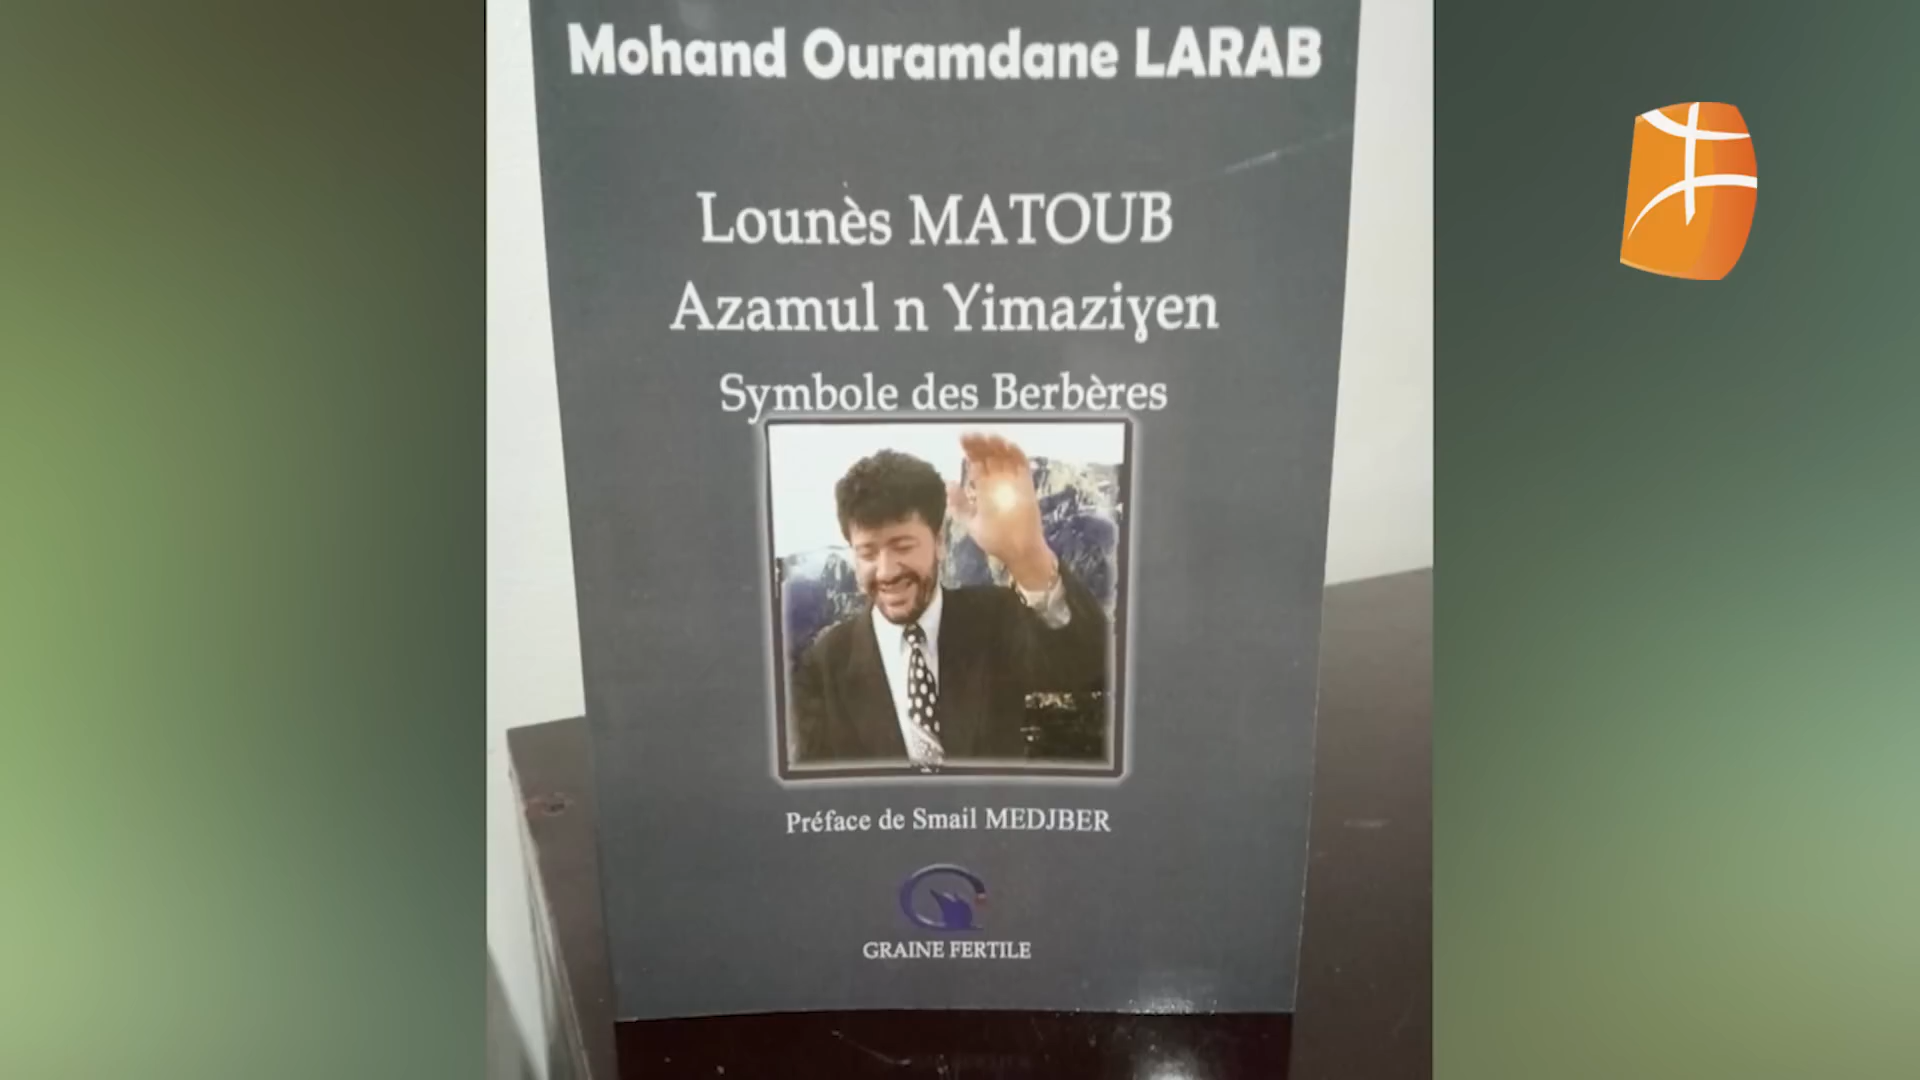 Mohand Ouramdane LARAB
Lounès MATOUB
Azamul n Yimaziɣen
Symbole des Berbères
Préface de Smail MEDJBER
GRAINE FERTILE